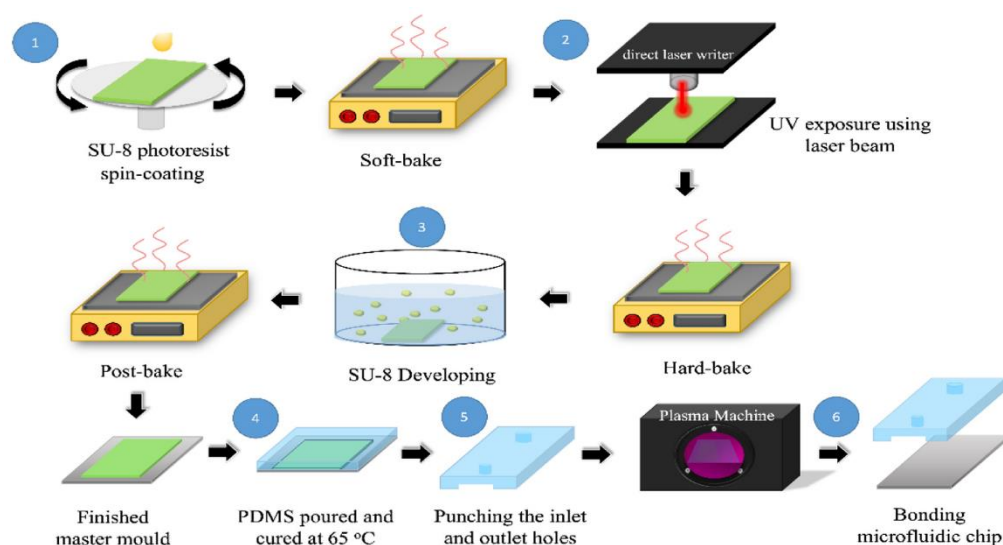 1
SU-8 photoresist
spin-coating
Soft-bake
2
direct laser writer
UV exposure using
laser beam
Post-bake
3
SU-8 Developing
Hard-bake
Finished
master mould
4
PDMS poured and
cured at 65 °C
5
Punching the inlet
and outlet holes
Plasma Machine
6
Bonding
microfluidic chip